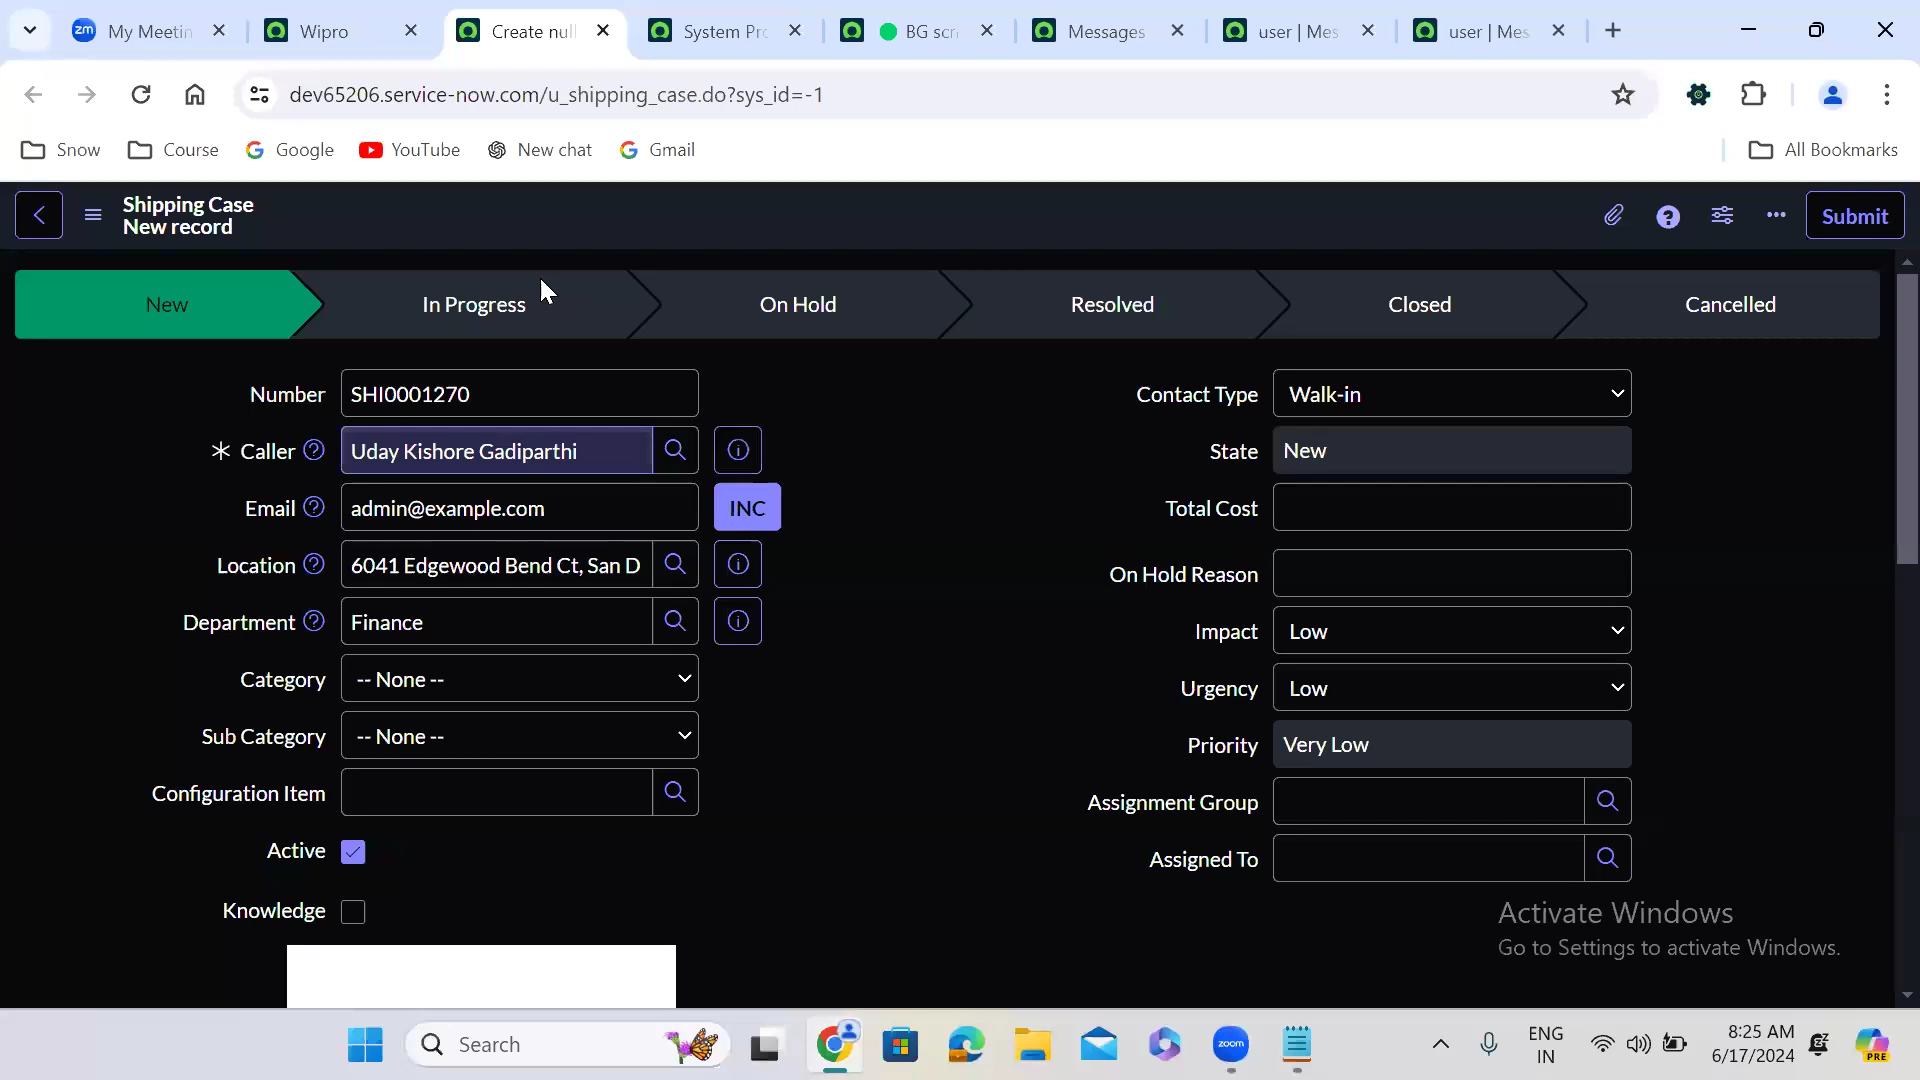 zm My Meetin
Wipro
Create null
System Pro
BG scr
Messages
user | Mes
user | Mes
dev65206.service-now.com/u_shipping_case.do?sys_id=-1
Snow
Course
Google
YouTube
New chat
Gmail
All Bookmarks
Shipping Case
New record
Submit
New
In Progress
On Hold
Resolved
Closed
Cancelled
Number SHI0001270
Contact Type Walk-in
Caller Uday Kishore Gadiparthi
State New
Email admin@example.com INC
Total Cost
Location 6041 Edgewood Bend Ct, San D
On Hold Reason
Department Finance
Impact Low
Category -- None --
Urgency Low
Sub Category -- None --
Priority Very Low
Configuration Item
Assignment Group
Active
Assigned To
Knowledge
Activate Windows
Go to Settings to activate Windows.
Search
zoom
ENG
IN
8:25 AM
6/17/2024
PRE